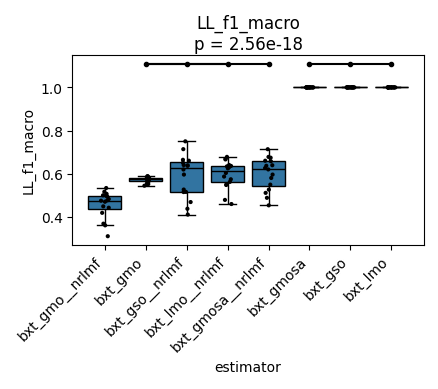 LL_f1_macro
p = 2.56e-18
LL_f1_macro
1.0
0.8
0.6
0.4
bxt_gmo__nrlmf
bxt_gmo
bxt_gso__nrlmf
bxt_lmo__nrlmf
bxt_gmosa__nrlmf
bxt_gmosa
bxt_gso
bxt_lmo
estimator